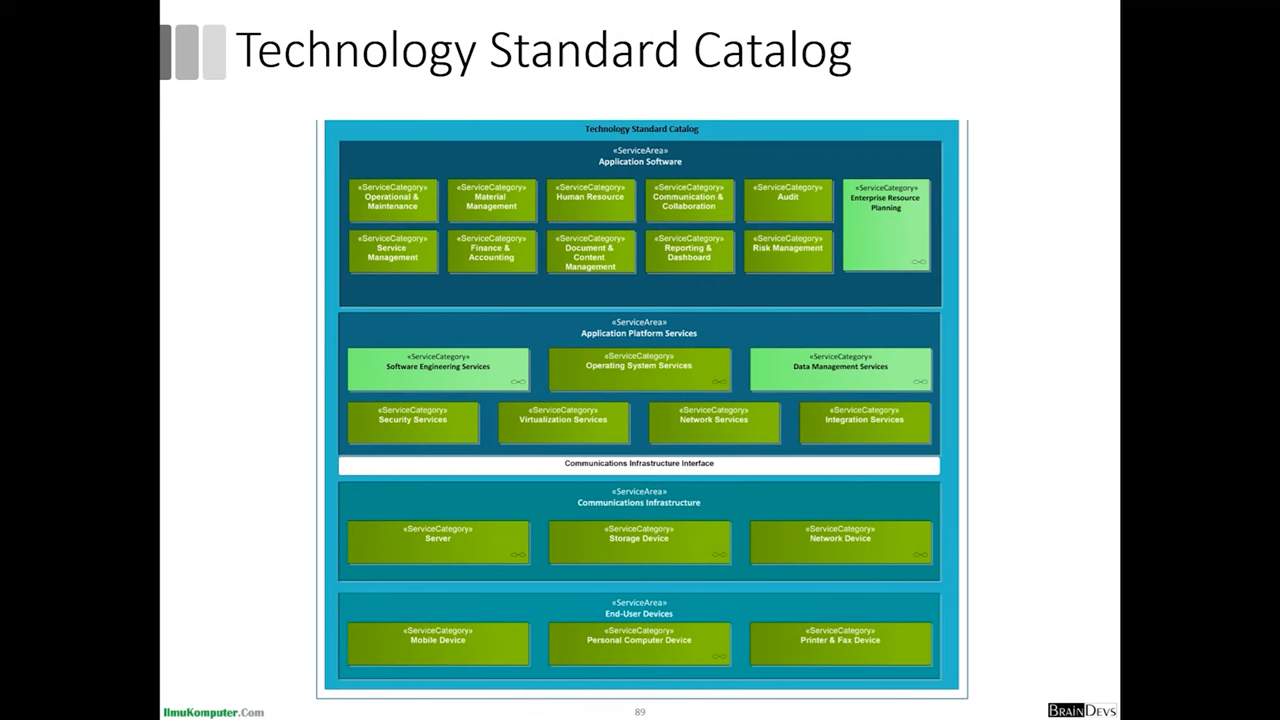 Technology Standard Catalog
Technology Standard Catalog
«ServiceArea»
Application Software
«ServiceCategory»
Operational &
Maintenance
«ServiceCategory»
Material
Management
«ServiceCategory»
Human Resource
«ServiceCategory»
Communication &
Collaboration
«ServiceCategory»
Audit
«ServiceCategory»
Enterprise Resource
Planning
«ServiceCategory»
Service
Management
«ServiceCategory»
Finance &
Accounting
«ServiceCategory»
Document &
Content
Management
«ServiceCategory»
Reporting &
Dashboard
«ServiceCategory»
Risk Management
«ServiceArea»
Application Platform Services
«ServiceCategory»
Software Engineering Services
«ServiceCategory»
Operating System Services
«ServiceCategory»
Data Management Services
«ServiceCategory»
Security Services
«ServiceCategory»
Virtualization Services
«ServiceCategory»
Network Services
«ServiceCategory»
Integration Services
Communications Infrastructure Interface
«ServiceArea»
Communications Infrastructure
«ServiceCategory»
Server
«ServiceCategory»
Storage Device
«ServiceCategory»
Network Device
«ServiceArea»
End-User Devices
«ServiceCategory»
Mobile Device
«ServiceCategory»
Personal Computer Device
«ServiceCategory»
Printer & Fax Device
IlmuKomputer.Com
89
BRAINDEVS